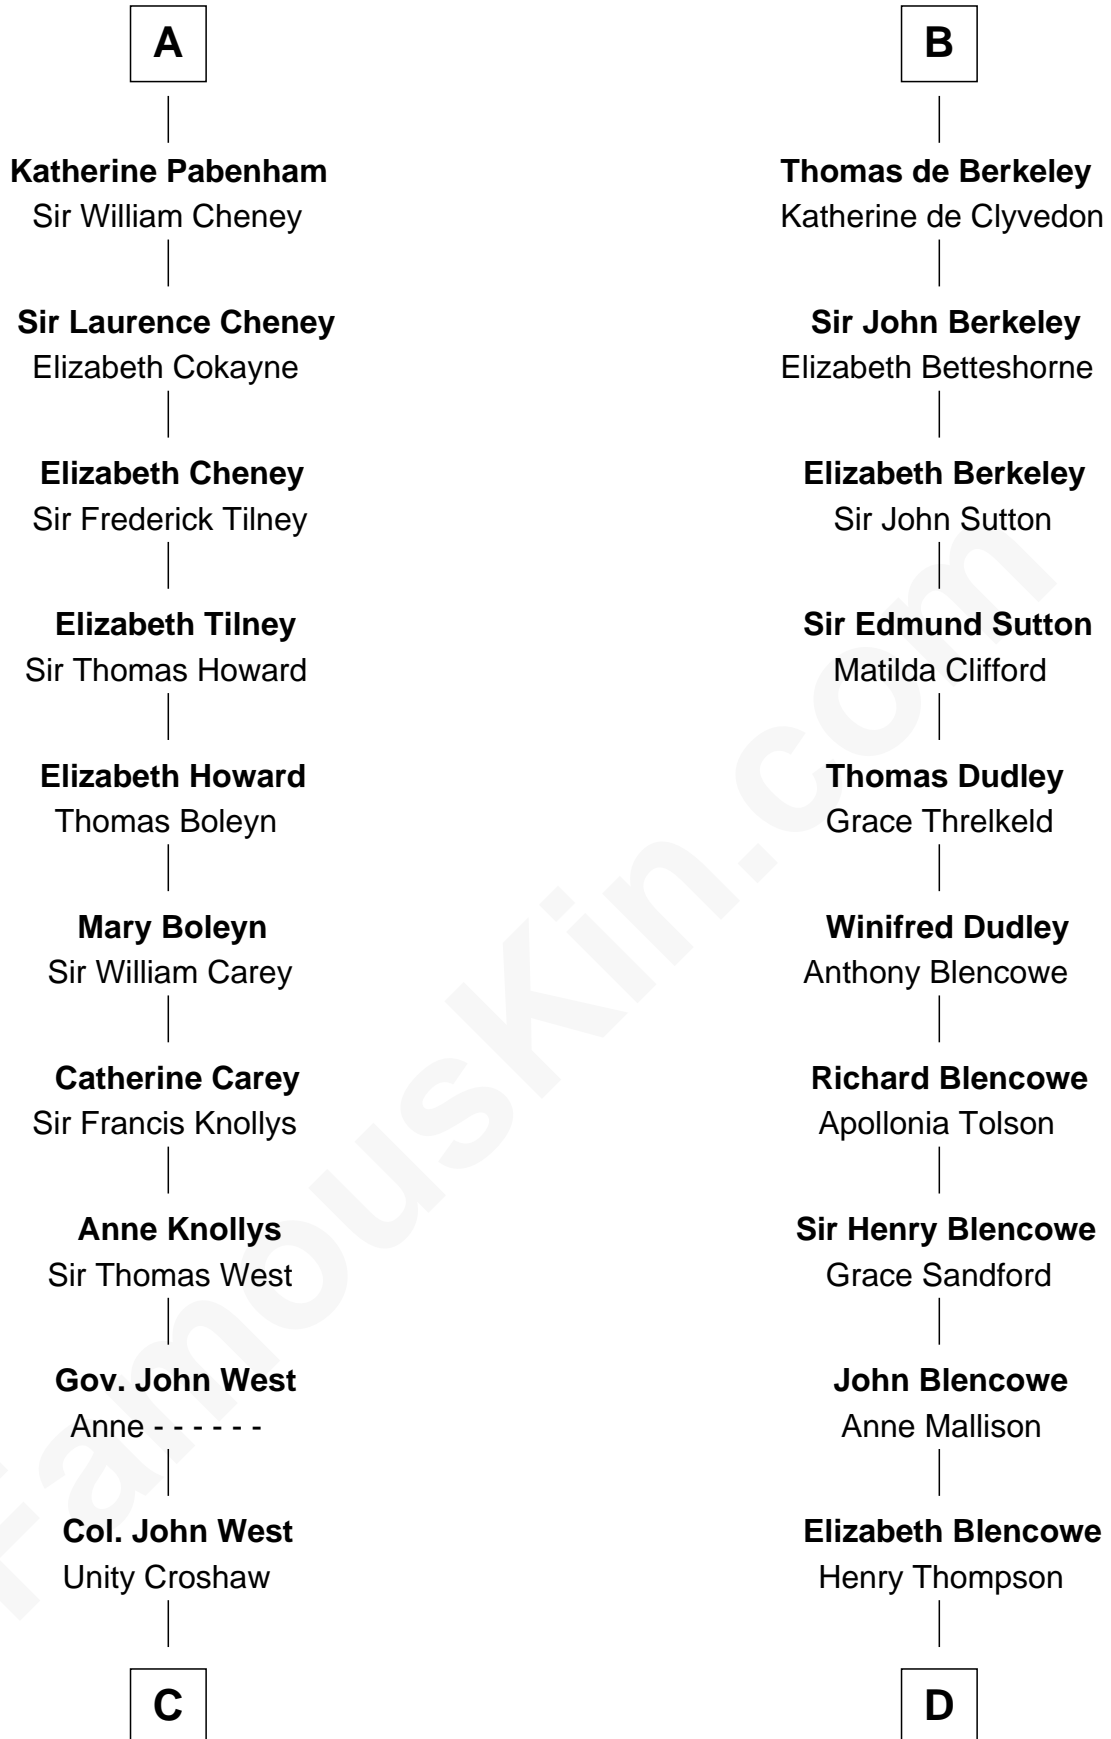 A
Katherine Pabenham
Sir William Cheney
Sir Laurence Cheney
Elizabeth Cokayne
Elizabeth Cheney
Sir Frederick Tilney
Elizabeth Tilney
Sir Thomas Howard
Elizabeth Howard
Thomas Boleyn
Mary Boleyn
Sir William Carey
Catherine Carey
Sir Francis Knollys
Anne Knollys
Sir Thomas West
Gov. John West
Anne - - - - - -
Col. John West
Unity Croshaw
C
B
Thomas de Berkeley
Katherine de Clyvedon
Sir John Berkeley
Elizabeth Betteshorne
Elizabeth Berkeley
Sir John Sutton
Sir Edmund Sutton
Matilda Clifford
Thomas Dudley
Grace Threlkeld
Winifred Dudley
Anthony Blencowe
Richard Blencowe
Apollonia Tolson
Sir Henry Blencowe
Grace Sandford
John Blencowe
Anne Mallison
Elizabeth Blencowe
Henry Thompson
D
FamousKin.com